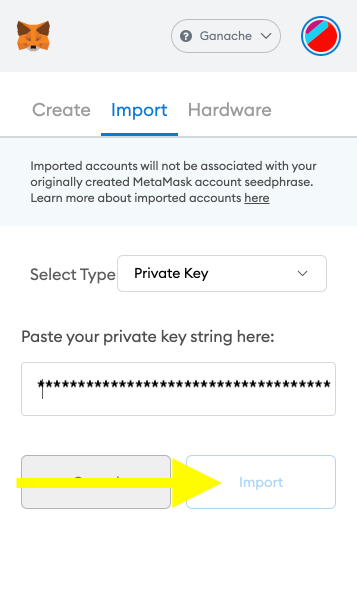 ? Ganache
Create Import Hardware
Imported accounts will not be associated with your
originally created MetaMask account seedphrase.
Learn more about imported accounts here
Select Type Private Key
Paste your private key string here:
************************************
Import